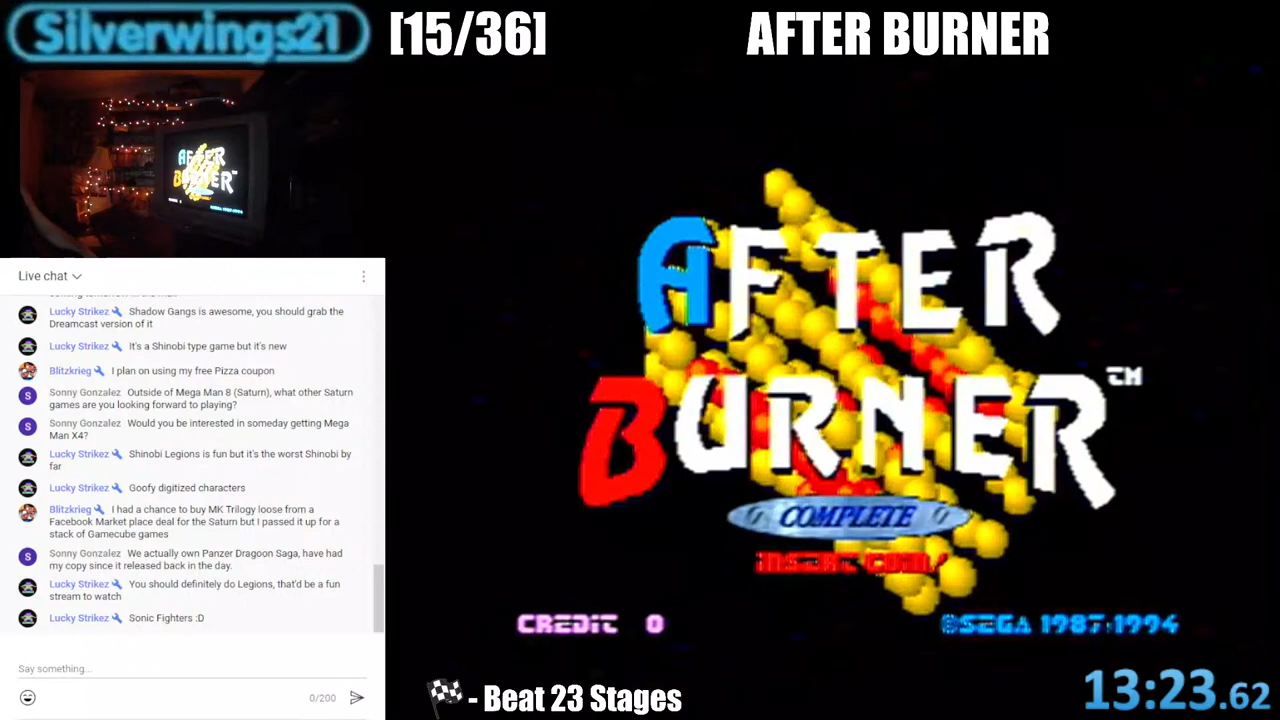 Silverwings21
[15/36]
AFTER BURNER
Live chat
Lucky Strikez Shadow Gangs is awesome, you should grab the
Dreamcast version of it
Lucky Strikez It's a Shinobi type game but it's new
Blitzkrieg I plan on using my free Pizza coupon
Sonny Gonzalez Outside of Mega Man 8 (Saturn), what other Saturn
games are you looking forward to playing?
Sonny Gonzalez Would you be interested in someday getting Mega
Man X4?
Lucky Strikez Shinobi Legions is fun but it's the worst Shinobi by
far
Lucky Strikez Goofy digitized characters
Blitzkrieg I had a chance to buy MK Trilogy loose from a
Facebook Market place deal for the Saturn but I passed it up for a
stack of Gamecube games
Sonny Gonzalez We actually own Panzer Dragoon Saga, have had
my copy since it released back in the day.
Lucky Strikez You should definitely do Legions, that'd be a fun
stream to watch
Lucky Strikez Sonic Fighters :D
Say something...
0/200
AFTER
BURNER™
COMPLETE
INSERT COIN!
CREDIT 0
©SEGA 1987,1994
- Beat 23 Stages
13:23.62